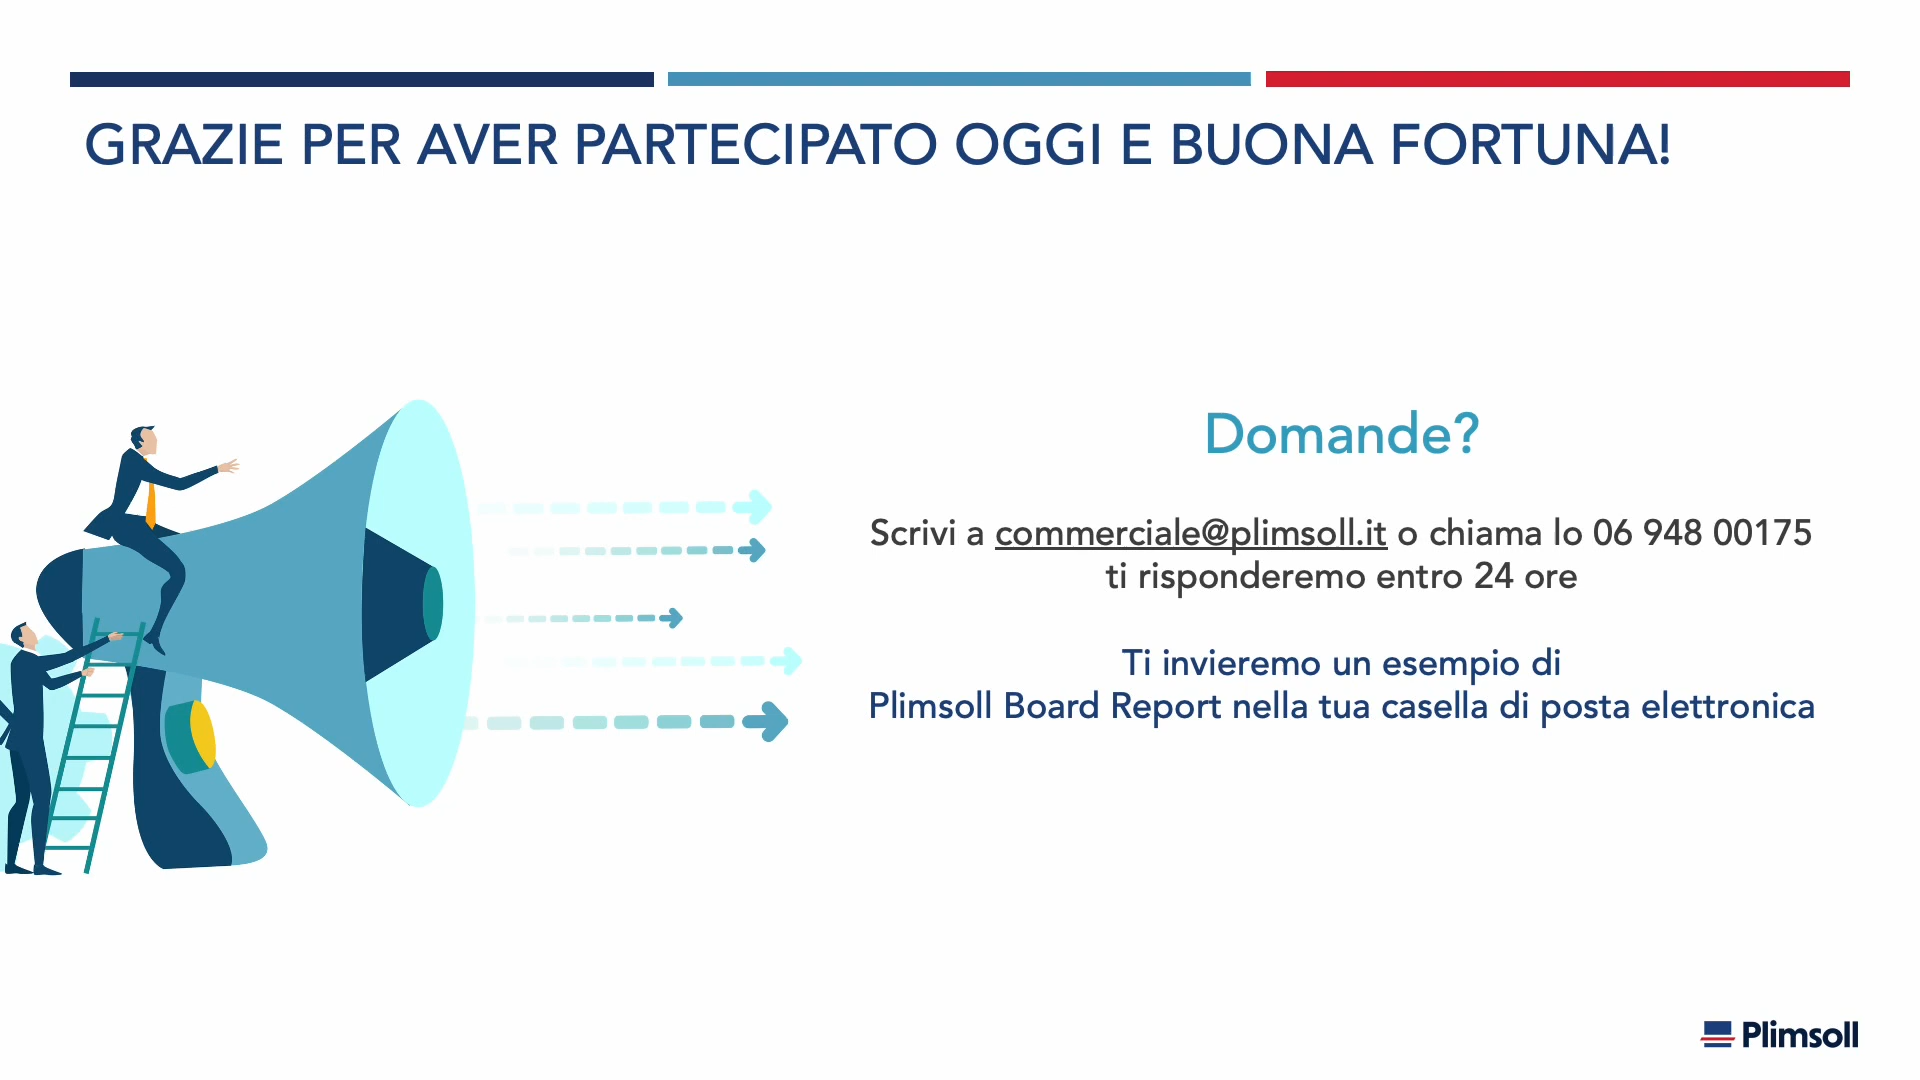 GRAZIE PER AVER PARTECIPATO OGGI E BUONA FORTUNA!
Domande?
Scrivi a commerciale@plimsoll.it o chiama lo 06 948 00175
ti risponderemo entro 24 ore
Ti invieremo un esempio di
Plimsoll Board Report nella tua casella di posta elettronica
Plimsoll